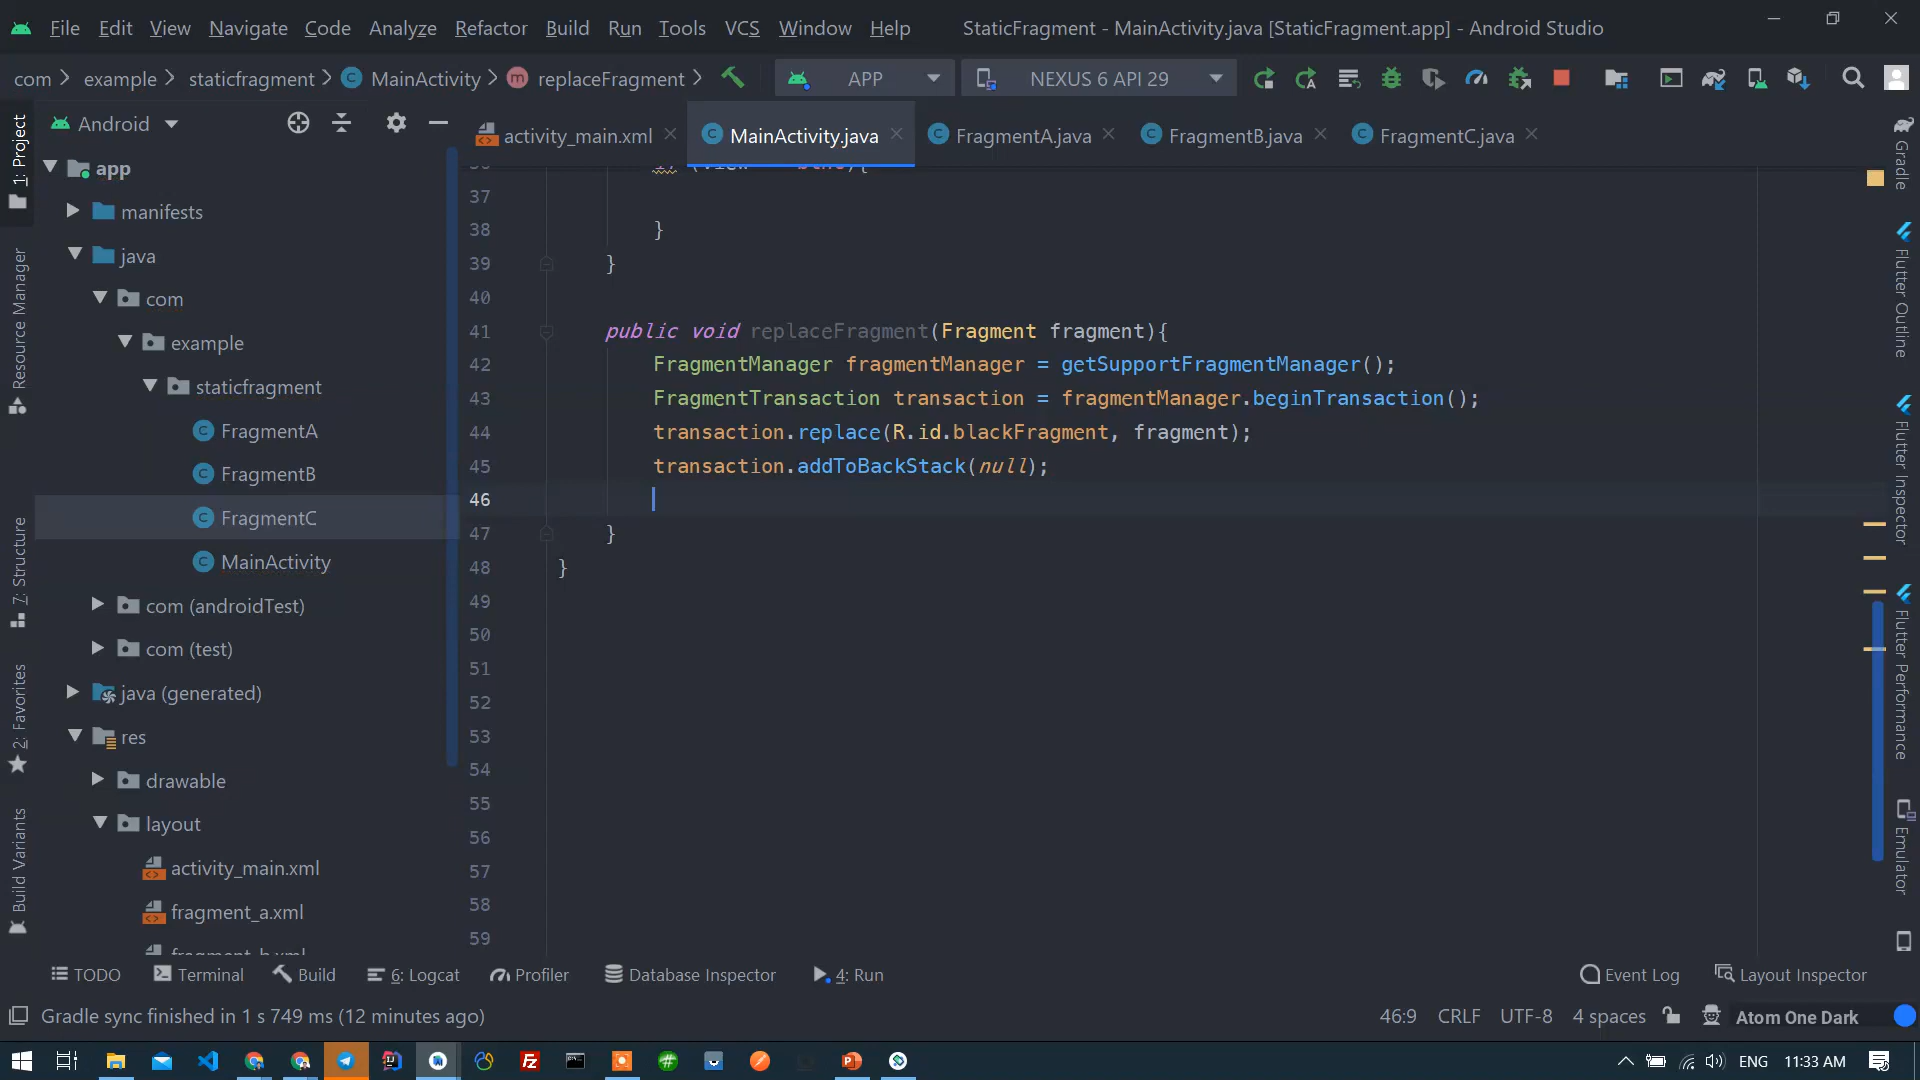 File Edit View Navigate Code Analyze Refactor Build Run Tools VCS Window Help StaticFragment - MainActivity.java [StaticFragment.app] - Android Studio
com example staticfragment MainActivity replaceFragment APP NEXUS 6 API 29
Android
activity_main.xml MainActivity.java FragmentA.java FragmentB.java FragmentC.java
app
manifests
java
com
example
staticfragment
FragmentA
FragmentB
FragmentC
MainActivity
com (androidTest)
com (test)
java (generated)
res
drawable
layout
activity_main.xml
fragment_a.xml
1: Project
Resource Manager
7: Structure
2: Favorites
Build Variants
37
38 }
39 }
40
41 public void replaceFragment(Fragment fragment){
42 FragmentManager fragmentManager = getSupportFragmentManager();
43 FragmentTransaction transaction = fragmentManager.beginTransaction();
44 transaction.replace(R.id.blackFragment, fragment);
45 transaction.addToBackStack(null);
46
47 }
48 }
49
50
51
52
53
54
55
56
57
58
59
Gradle
Flutter Outline
Flutter Inspector
Flutter Performance
Emulator
TODO Terminal Build 6: Logcat Profiler Database Inspector 4: Run Event Log Layout Inspector
Gradle sync finished in 1 s 749 ms (12 minutes ago) 46:9 CRLF UTF-8 4 spaces Atom One Dark
ENG 11:33 AM